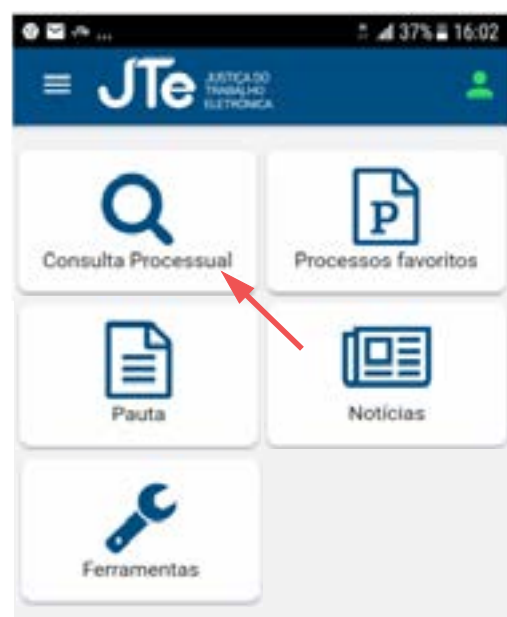 ... 37% 16:02
JTe JUSTIÇA DO
TRABALHO
ELETRÔNICA
P
Consulta Processual
Processos favoritos
Pauta
Notícias
Ferramentas